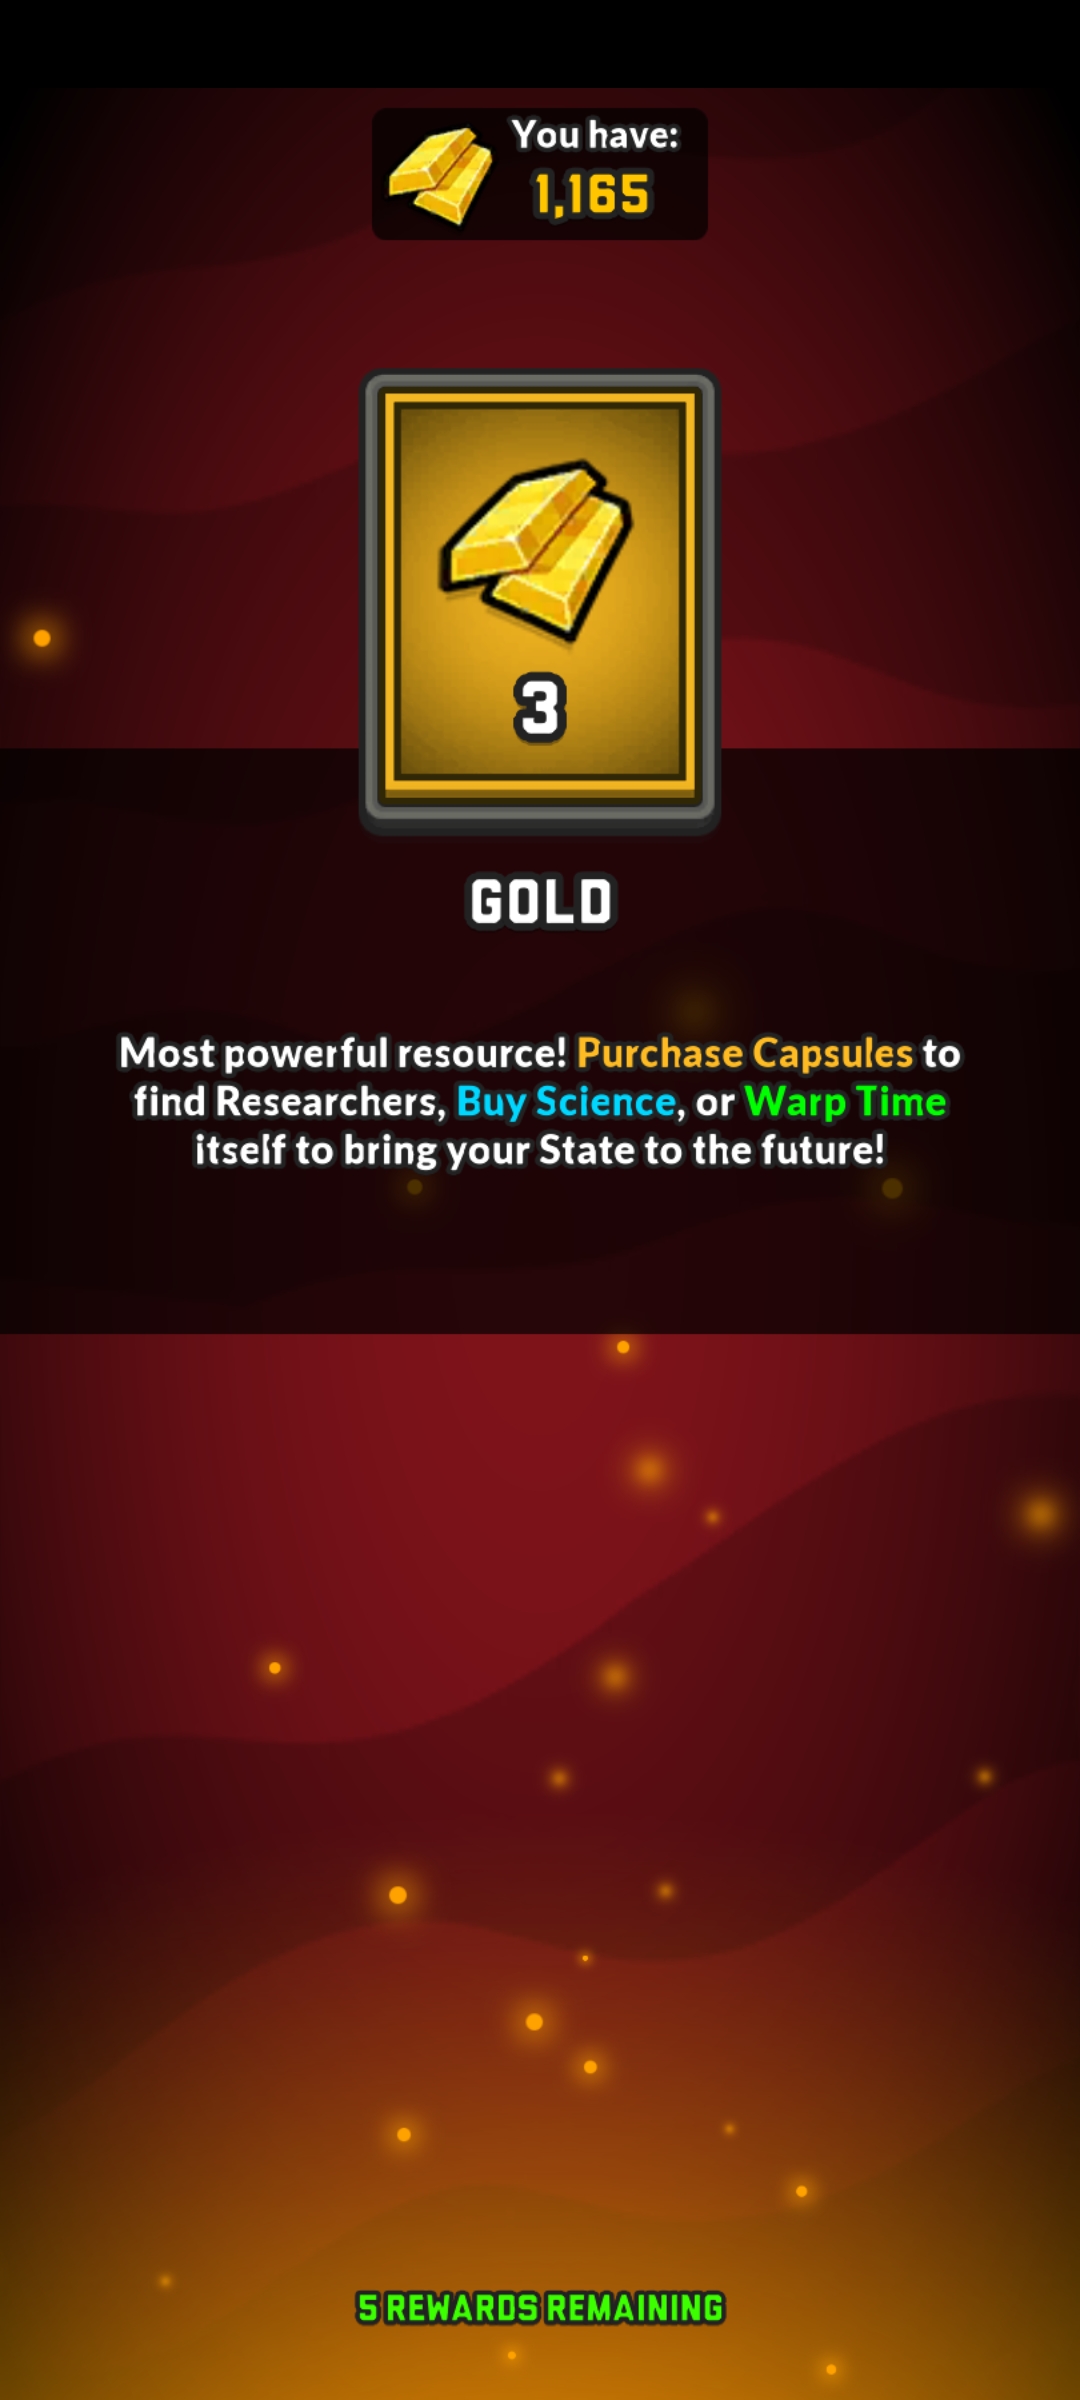 You have:
1,165
3
GOLD
Most powerful resource! Purchase Capsules to
find Researchers, Buy Science, or Warp Time
itself to bring your State to the future!
5 REWARDS REMAINING